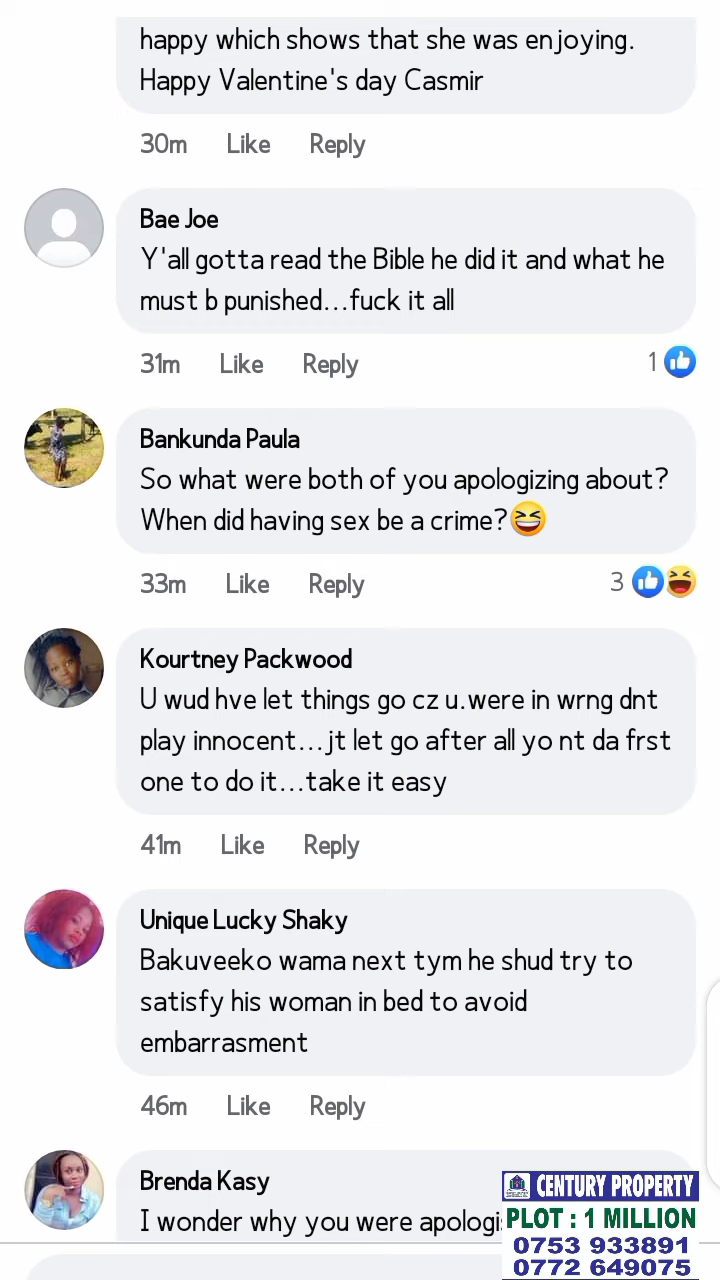 happy which shows that she was enjoying.
Happy Valentine's day Casmir
30m Like Reply
Bae Joe
Y'all gotta read the Bible he did it and what he
must b punished...fuck it all
31m Like Reply 1
Bankunda Paula
So what were both of you apologizing about?
When did having sex be a crime?😆
33m Like Reply 3
Kourtney Packwood
U wud hve let things go cz u.were in wrng dnt
play innocent...jt let go after all yo nt da frst
one to do it...take it easy
41m Like Reply
Unique Lucky Shaky
Bakuveeko wama next tym he shud try to
satisfy his woman in bed to avoid
embarrasment
46m Like Reply
Brenda Kasy
I wonder why you were apologi
CENTURY PROPERTY
PLOT : 1 MILLION
0753 933891
0772 649075